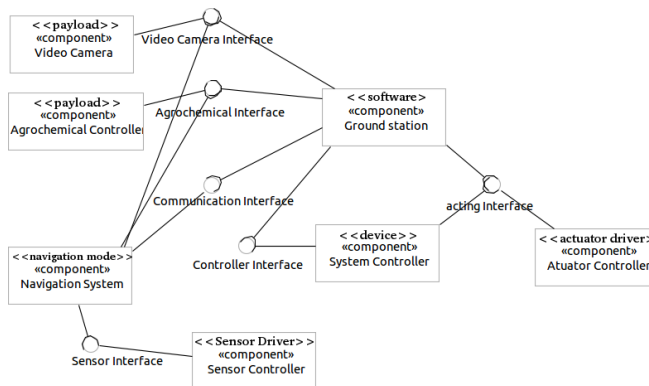 <<payload>>
«component»
Video Camera
Video Camera Interface
<<payload>>
«component»
Agrochemical Controller
Agrochemical Interface
<<software>
«component»
Ground station
Communication Interface
acting Interface
<<navigation mode>>
«component»
Navigation System
Controller Interface
<<device>>
«component»
System Controller
<<actuator driver>>
«component»
Atuator Controller
Sensor Interface
<<Sensor Driver>>
«component»
Sensor Controller